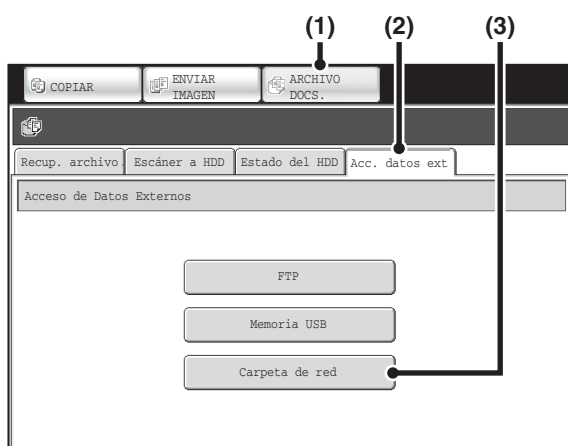 (1) (2) (3)
COPIAR
ENVIAR
IMAGEN
ARCHIVO
DOCS.
Recup. archivo. Escáner a HDD Estado del HDD Acc. datos ext
Acceso de Datos Externos
FTP
Memoria USB
Carpeta de red